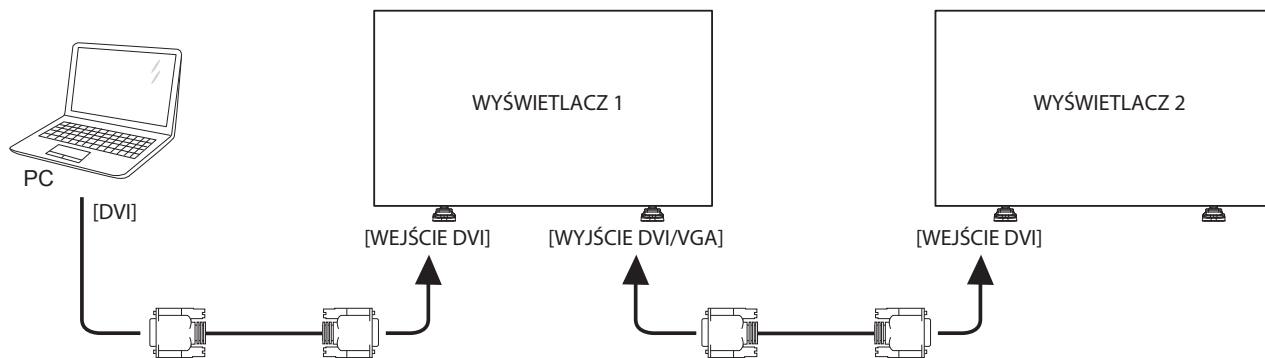 WYŚWIETLACZ 1
WYŚWIETLACZ 2
PC
[DVI]
[WEJŚCIE DVI]
[WYJŚCIE DVI/VGA]
[WEJŚCIE DVI]